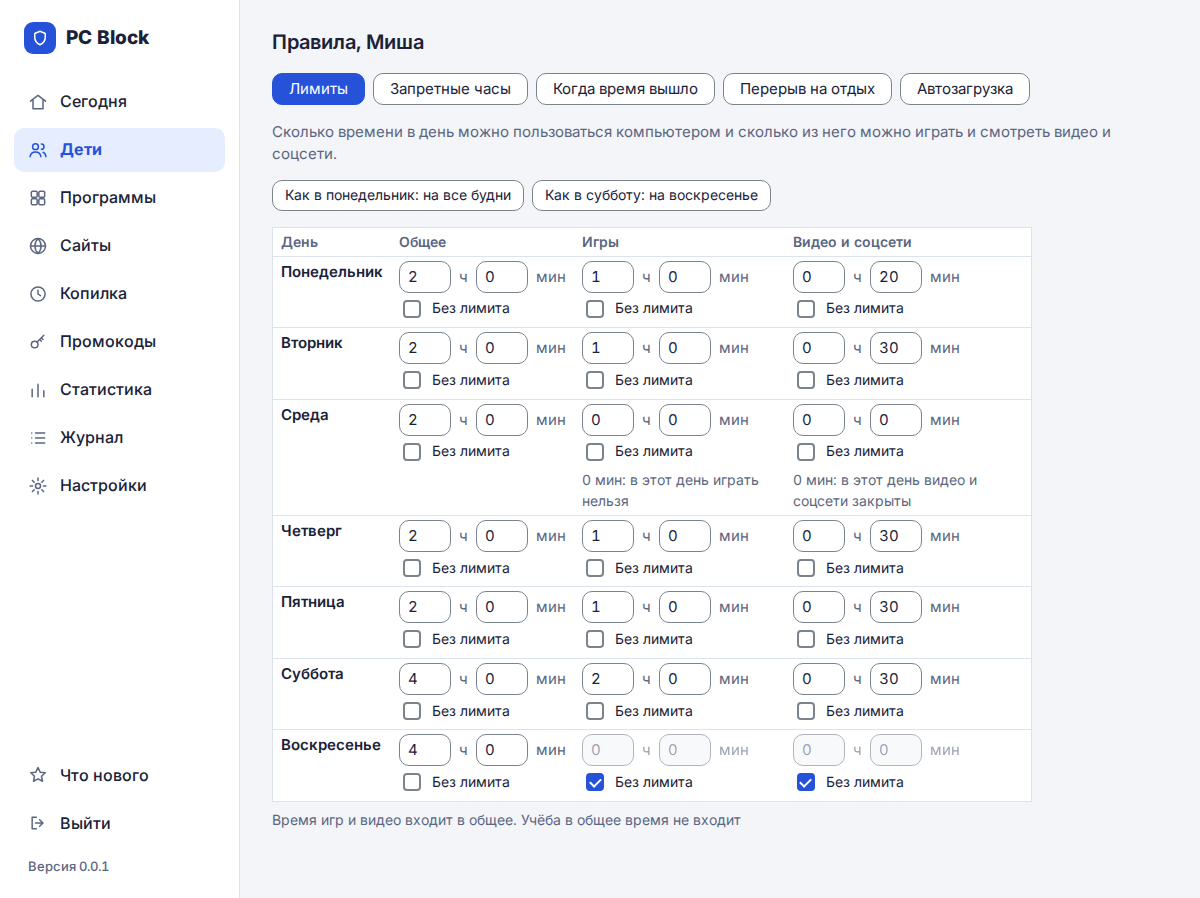 PC Block
Сегодня
Дети
Программы
Сайты
Копилка
Промокоды
Статистика
Журнал
Настройки
Что нового
Выйти
Версия 0.0.1
Правила, Миша
Лимиты Запретные часы Когда время вышло Перерыв на отдых Автозагрузка
Сколько времени в день можно пользоваться компьютером и сколько из него можно играть и смотреть видео и
соцсети.
Как в понедельник: на все будни Как в субботу: на воскресенье
День Общее Игры Видео и соцсети
Понедельник 2 ч 0 мин 1 ч 0 мин 0 ч 20 мин
Без лимита Без лимита Без лимита
Вторник 2 ч 0 мин 1 ч 0 мин 0 ч 30 мин
Без лимита Без лимита Без лимита
Среда 2 ч 0 мин 0 ч 0 мин 0 ч 0 мин
Без лимита Без лимита Без лимита
0 мин: в этот день играть 0 мин: в этот день видео и
нельзя соцсети закрыты
Четверг 2 ч 0 мин 1 ч 0 мин 0 ч 30 мин
Без лимита Без лимита Без лимита
Пятница 2 ч 0 мин 1 ч 0 мин 0 ч 30 мин
Без лимита Без лимита Без лимита
Суббота 4 ч 0 мин 2 ч 0 мин 0 ч 30 мин
Без лимита Без лимита Без лимита
Воскресенье 4 ч 0 мин 0 ч 0 мин 0 ч 0 мин
Без лимита Без лимита Без лимита
Время игр и видео входит в общее. Учёба в общее время не входит